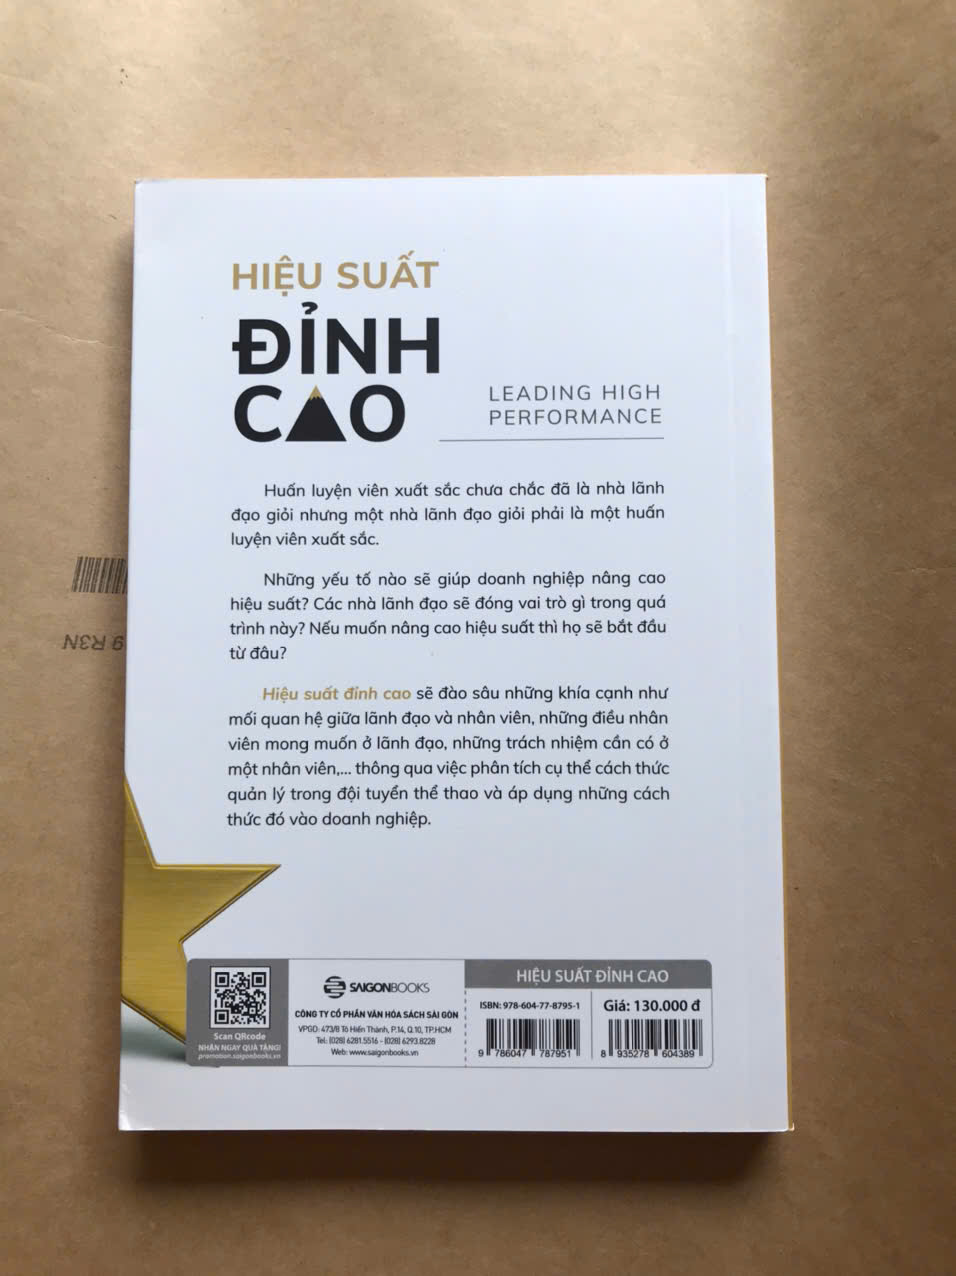 HIỆU SUẤT
ĐỈNH
CAO
LEADING HIGH
PERFORMANCE
Huấn luyện viên xuất sắc chưa chắc đã là nhà lãnh
đạo giỏi nhưng một nhà lãnh đạo giỏi phải là một huấn
luyện viên xuất sắc.
Những yếu tố nào sẽ giúp doanh nghiệp nâng cao
hiệu suất? Các nhà lãnh đạo sẽ đóng vai trò gì trong quá
trình này? Nếu muốn nâng cao hiệu suất thì họ sẽ bắt đầu
từ đâu?
Hiệu suất đỉnh cao sẽ đào sâu những khía cạnh như
mối quan hệ giữa lãnh đạo và nhân viên, những điều nhân
viên mong muốn ở lãnh đạo, những trách nhiệm cần có ở
một nhân viên,... thông qua việc phân tích cụ thể cách thức
quản lý trong đội tuyển thể thao và áp dụng những cách
thức đó vào doanh nghiệp.
9 R3N
Scan QRcode
NHẬN NGAY QUÀ TẶNG!
promotion.saigonbooks.vn
SAIGONBOOKS
CÔNG TY CỔ PHẦN VĂN HÓA SÁCH SÀI GÒN
VPGD: 473/8 Tô Hiến Thành, P.14, Q.10, TP.HCM
Tel: (028) 6281.5516 - (028) 6293.8228
Web: www.saigonbooks.vn
HIỆU SUẤT ĐỈNH CAO
ISBN: 978-604-77-8795-1
9 786047 787951
Giá: 130.000 đ
8 935278 604389